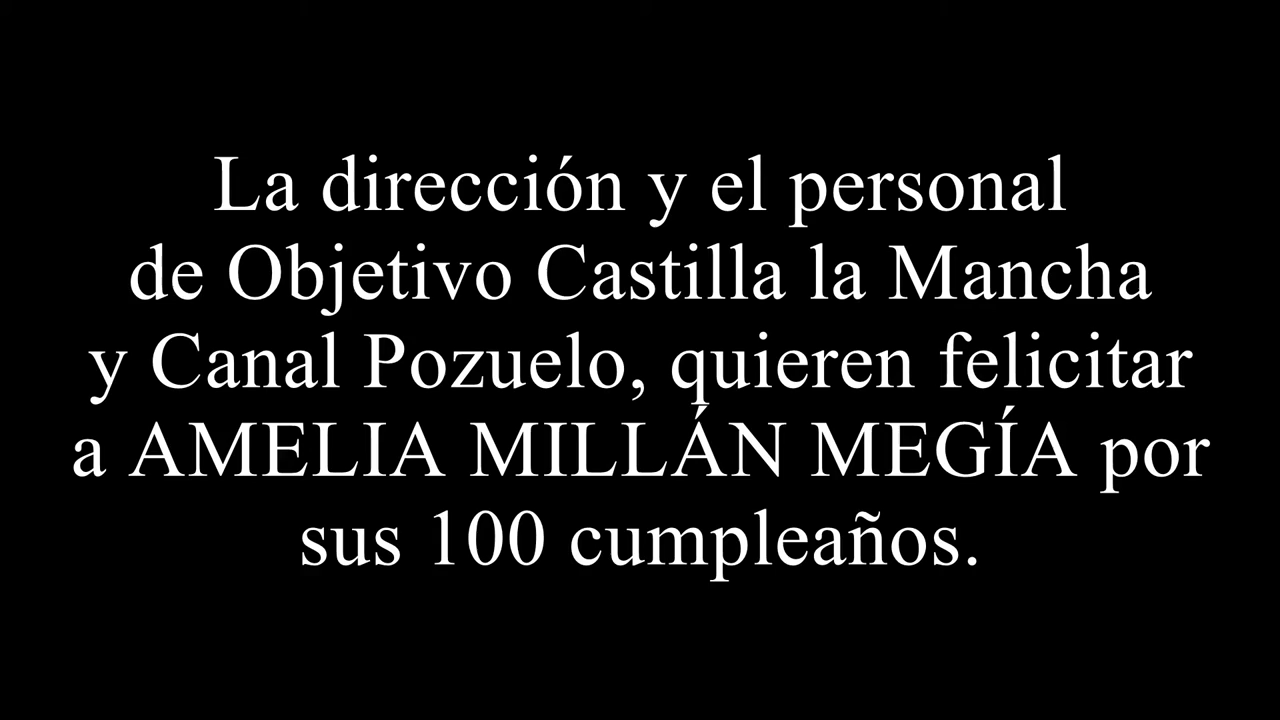 La dirección y el personal
de Objetivo Castilla la Mancha
y Canal Pozuelo, quieren felicitar
a AMELIA MILLÁN MEGÍA por
sus 100 cumpleaños.